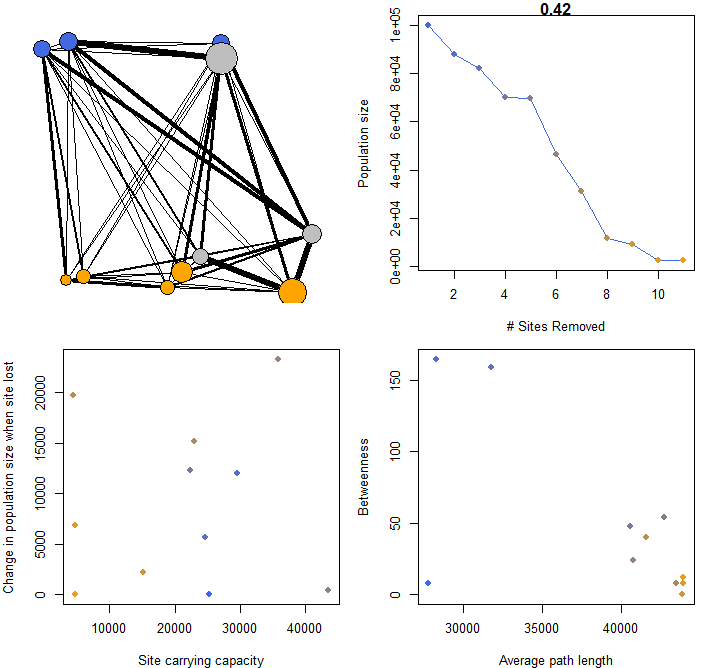 0.42
Population size
0e+00 2e+04 4e+04 6e+04 8e+04 1e+05
2 4 6 8 10
# Sites Removed
Change in population size when site lost
0 5000 10000 15000 20000
10000 20000 30000 40000
Site carrying capacity
Betweenness
0 50 100 150
30000 35000 40000
Average path length